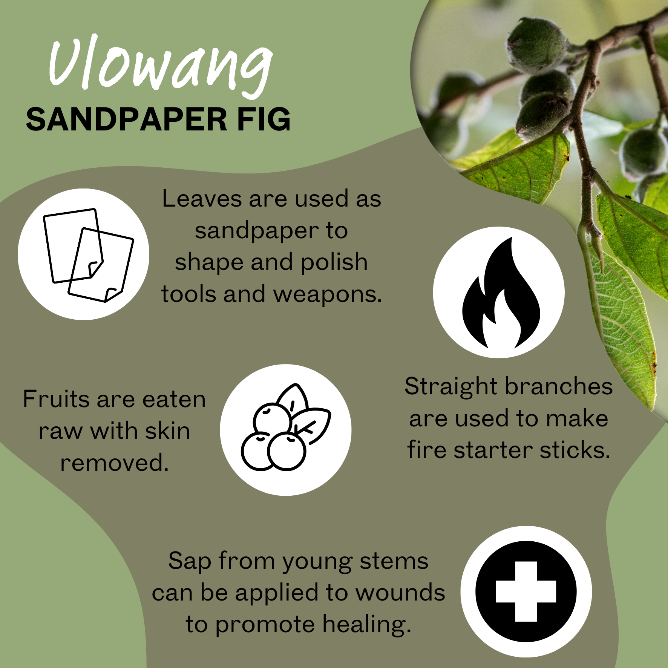 Ulowang
SANDPAPER FIG
Leaves are used as
sandpaper to
shape and polish
tools and weapons.
Straight branches
are used to make
fire starter sticks.
Fruits are eaten
raw with skin
removed.
Sap from young stems
can be applied to wounds
to promote healing.